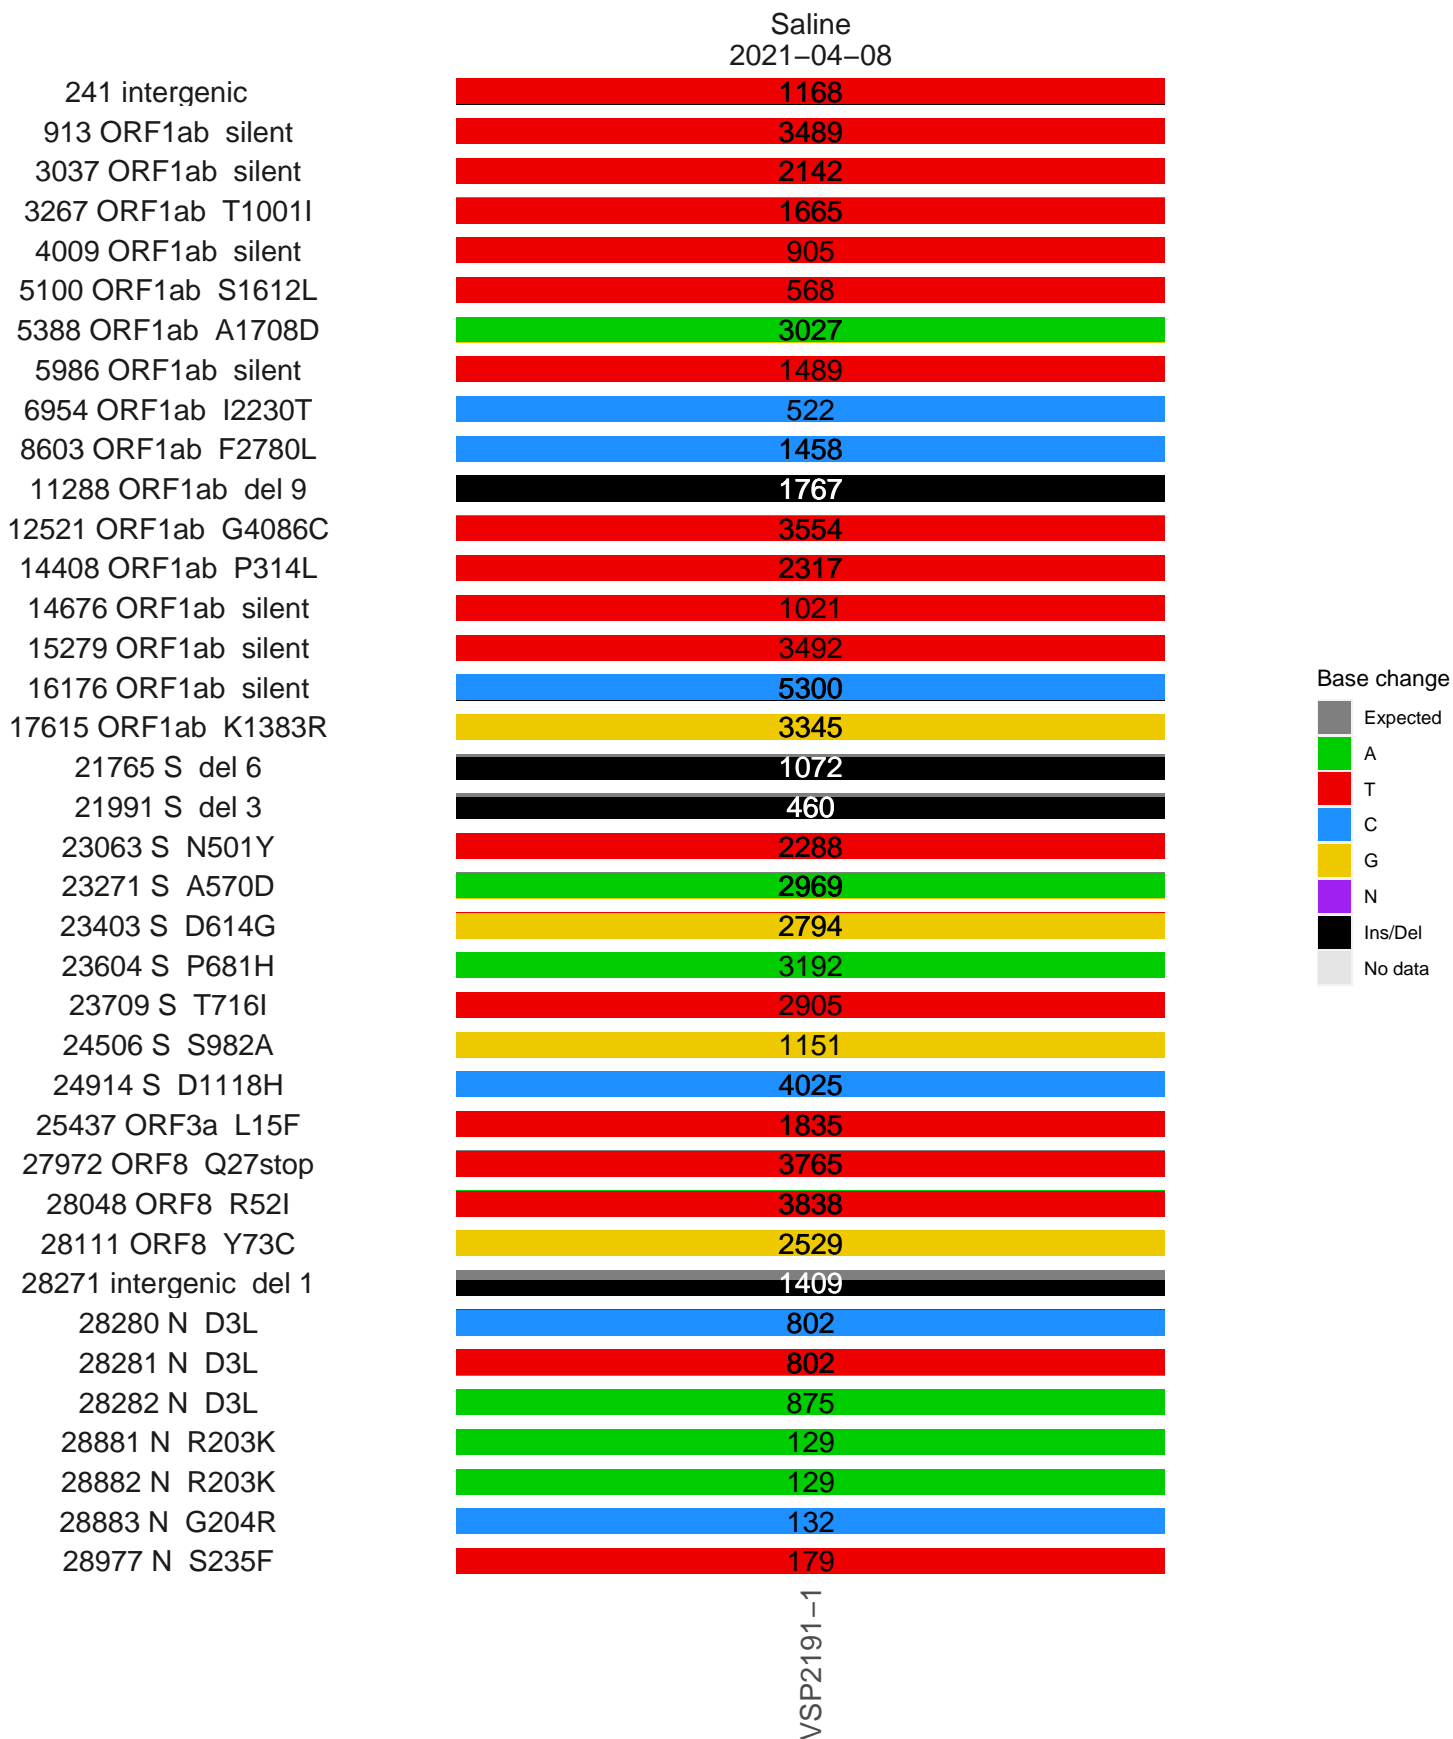 Saline
2021−04−08
241 intergenic 1168
913 ORF1ab silent 3489
3037 ORF1ab silent 2142
3267 ORF1ab T1001I 1665
4009 ORF1ab silent 905
5100 ORF1ab S1612L 568
5388 ORF1ab A1708D 3027
5986 ORF1ab silent 1489
6954 ORF1ab I2230T 522
8603 ORF1ab F2780L 1458
11288 ORF1ab del 9 1767
12521 ORF1ab G4086C 3554
14408 ORF1ab P314L 2317
14676 ORF1ab silent 1021
15279 ORF1ab silent 3492
16176 ORF1ab silent 5300
17615 ORF1ab K1383R 3345
21765 S del 6 1072
21991 S del 3 460
23063 S N501Y 2288
23271 S A570D 2969
23403 S D614G 2794
23604 S P681H 3192
23709 S T716I 2905
24506 S S982A 1151
24914 S D1118H 4025
25437 ORF3a L15F 1835
27972 ORF8 Q27stop 3765
28048 ORF8 R52I 3838
28111 ORF8 Y73C 2529
28271 intergenic del 1 1409
28280 N D3L 802
28281 N D3L 802
28282 N D3L 875
28881 N R203K 129
28882 N R203K 129
28883 N G204R 132
28977 N S235F 179
VSP2191−1
Base change
Expected
A
T
C
G
N
Ins/Del
No data